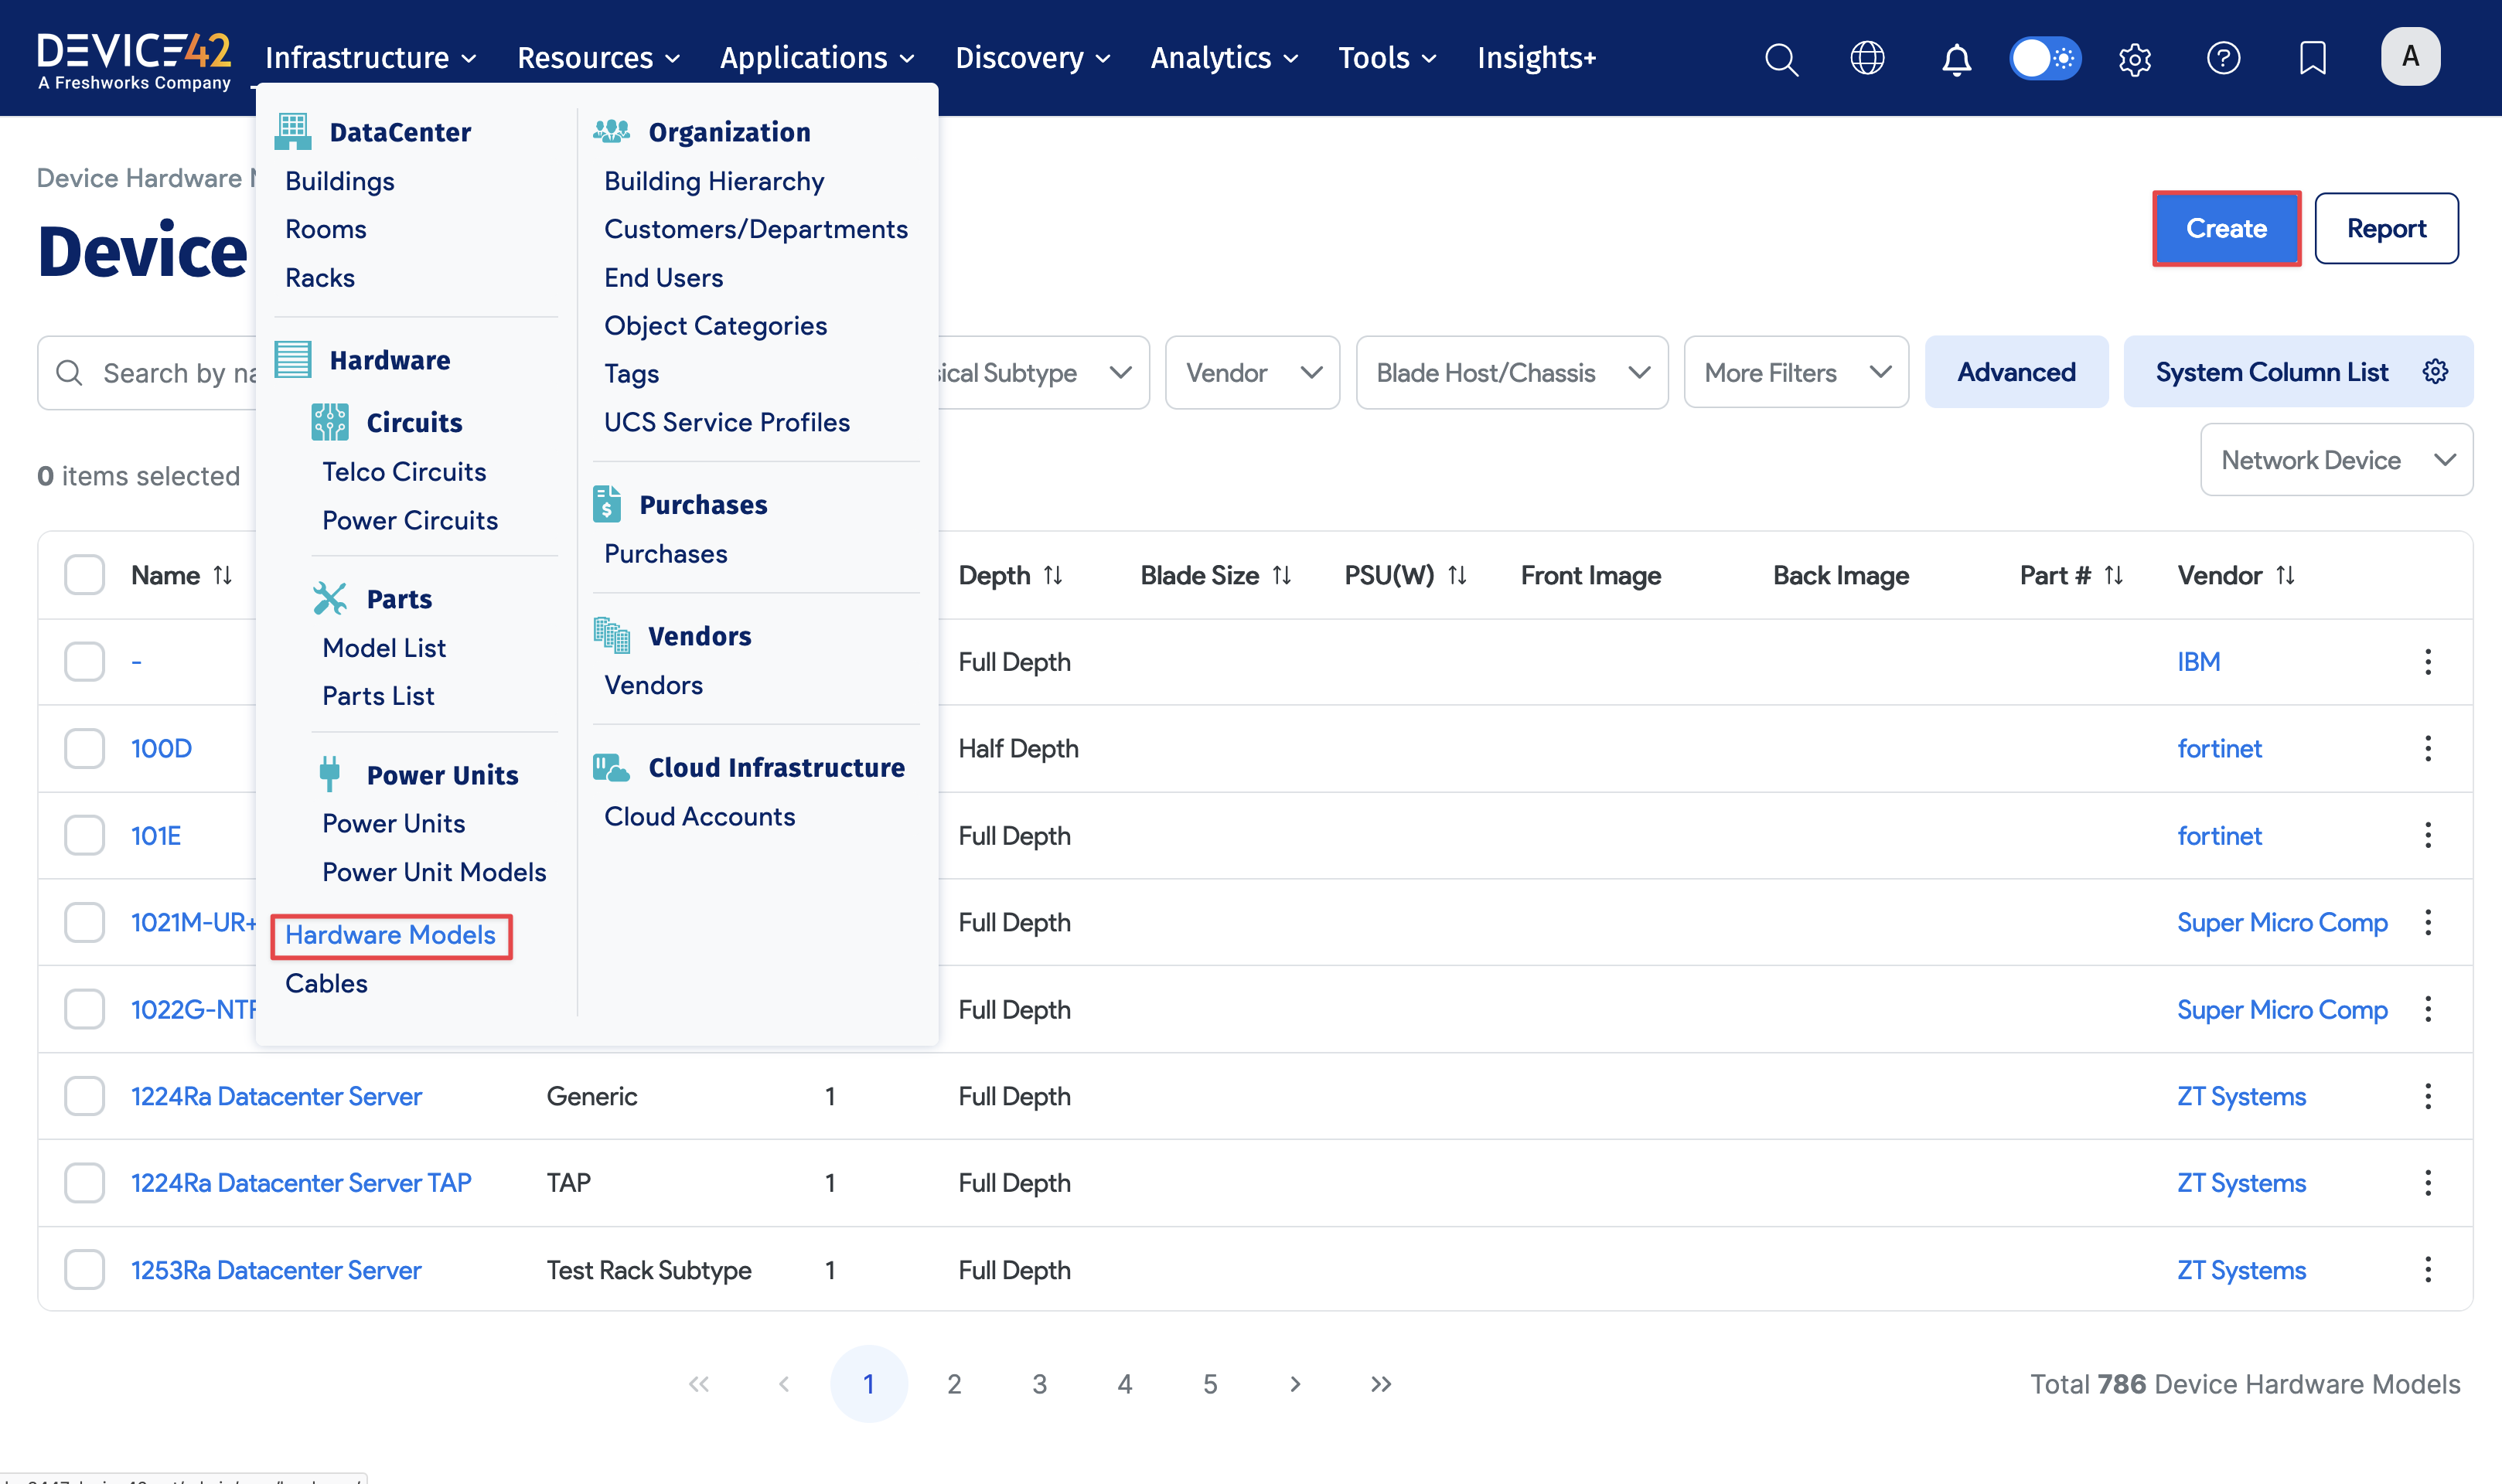 DEVICE42
A Freshworks Company
Infrastructure
Resources
Applications
Discovery
Analytics
Tools
Insights+
A
Device Hardware
Device
Create
Report
DataCenter
Buildings
Rooms
Racks
Hardware
Circuits
Telco Circuits
Power Circuits
Parts
Model List
Parts List
Power Units
Power Units
Power Unit Models
Hardware Models
Cables
Organization
Building Hierarchy
Customers/Departments
End Users
Object Categories
Tags
UCS Service Profiles
Purchases
Purchases
Vendors
Vendors
Cloud Infrastructure
Cloud Accounts
Search by
Subtype
Vendor
Blade Host/Chassis
More Filters
Advanced
System Column List
0 items selected
Network Device
Name
Depth
Blade Size
PSU(W)
Front Image
Back Image
Part #
Vendor
- Full Depth IBM
100D Half Depth fortinet
101E Full Depth fortinet
1021M-UR+ Full Depth Super Micro Comp
1022G-NTF Full Depth Super Micro Comp
1224Ra Datacenter Server Generic 1 Full Depth ZT Systems
1224Ra Datacenter Server TAP TAP 1 Full Depth ZT Systems
1253Ra Datacenter Server Test Rack Subtype 1 Full Depth ZT Systems
« ‹ 1 2 3 4 5 › »
Total 786 Device Hardware Models